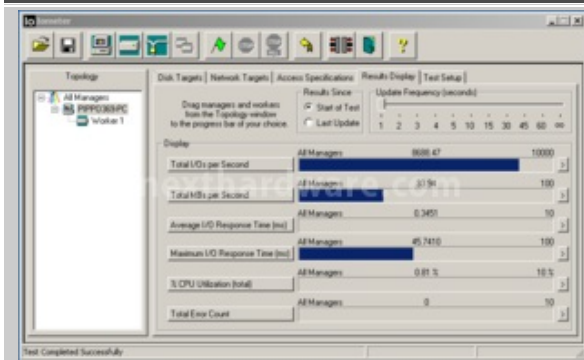 Iometer
Topology
All Managers
PIPPO369-PC
Worker 1
Disk Targets | Network Targets | Access Specifications | Results Display | Test Setup
Drag managers and workers
from the Topology window
to the progress bar of your choice.
Results Since
Start of Test
Last Update
Update Frequency (seconds)
1 2 3 4 5 10 15 30 45 60 ∞
Display
All Managers 8688.47 10000
Total I/Os per Second
All Managers 100
Total MBs per Second
All Managers 0.3451 10
Average I/O Response Time (ms)
All Managers 45.7410 100
Maximum I/O Response Time (ms)
All Managers 0.81 % 10 %
% CPU Utilization (total)
All Managers 0 10
Total Error Count
Test Completed Successfully
nexthardware.com